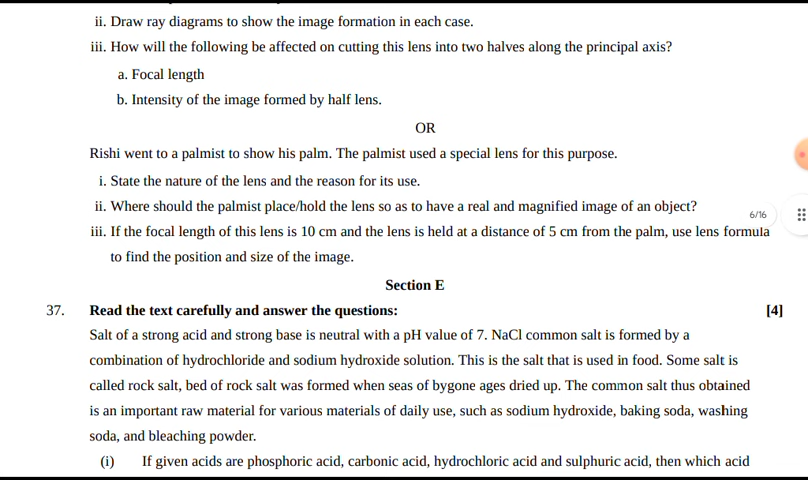 ii. Draw ray diagrams to show the image formation in each case.
iii. How will the following be affected on cutting this lens into two halves along the principal axis?
a. Focal length
b. Intensity of the image formed by half lens.
OR
Rishi went to a palmist to show his palm. The palmist used a special lens for this purpose.
i. State the nature of the lens and the reason for its use.
ii. Where should the palmist place/hold the lens so as to have a real and magnified image of an object?
6/16
iii. If the focal length of this lens is 10 cm and the lens is held at a distance of 5 cm from the palm, use lens formula
to find the position and size of the image.
Section E
37. Read the text carefully and answer the questions: [4]
Salt of a strong acid and strong base is neutral with a pH value of 7. NaCl common salt is formed by a
combination of hydrochloride and sodium hydroxide solution. This is the salt that is used in food. Some salt is
called rock salt, bed of rock salt was formed when seas of bygone ages dried up. The common salt thus obtained
is an important raw material for various materials of daily use, such as sodium hydroxide, baking soda, washing
soda, and bleaching powder.
(i) If given acids are phosphoric acid, carbonic acid, hydrochloric acid and sulphuric acid, then which acid